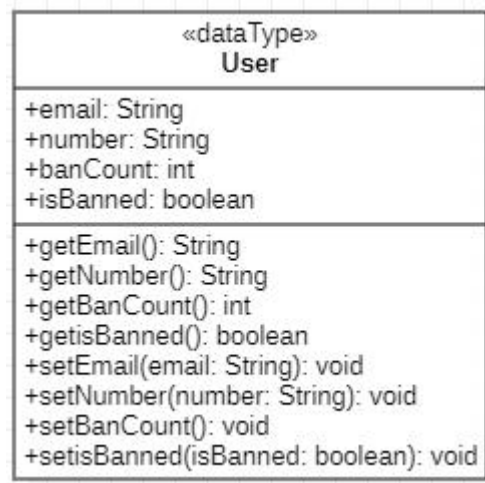 «dataType»
User
+email: String
+number: String
+banCount: int
+isBanned: boolean
+getEmail(): String
+getNumber(): String
+getBanCount(): int
+getisBanned(): boolean
+setEmail(email: String): void
+setNumber(number: String): void
+setBanCount(): void
+setisBanned(isBanned: boolean): void